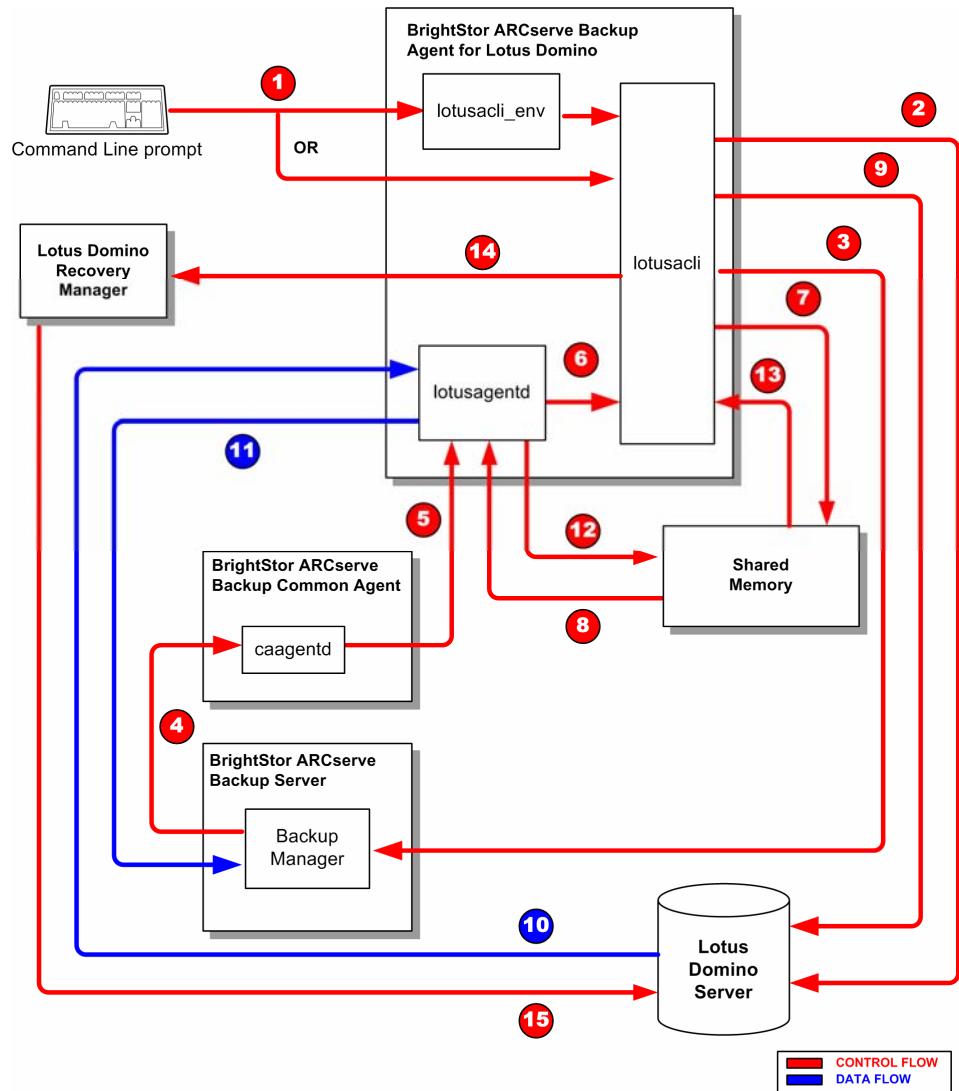 BrightStor ARCserve Backup
Agent for Lotus Domino
1
lotusacli_env
2
Command Line prompt
OR
9
Lotus Domino
Recovery
Manager
14
lotusacli
3
7
6
13
lotusagentd
11
5
12
Shared
Memory
BrightStor ARCserve
Backup Common Agent
8
caagentd
4
BrightStor ARCserve
Backup Server
Backup
Manager
10
Lotus
Domino
Server
15
CONTROL FLOW
DATA FLOW